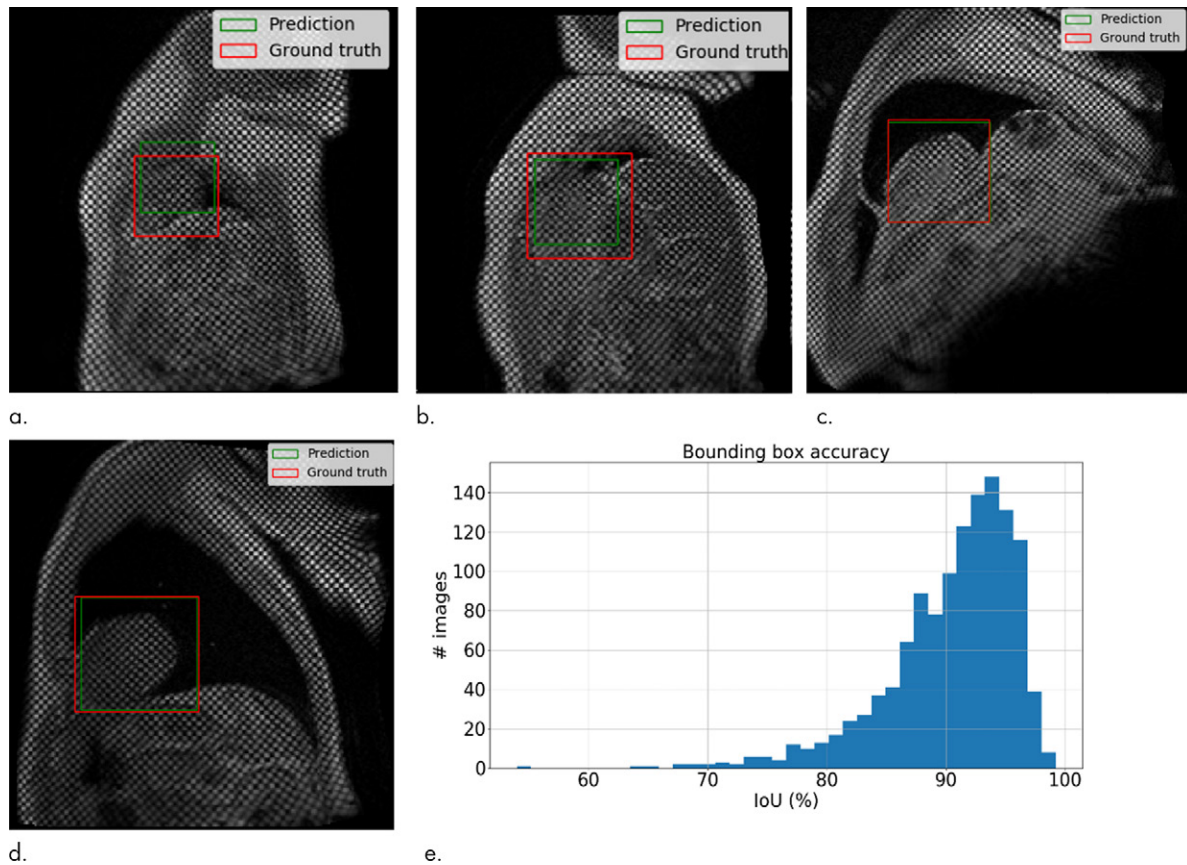 Prediction
Ground truth
Prediction
Ground truth
Prediction
Ground truth
a.
b.
c.
Prediction
Ground truth
Bounding box accuracy
# images
140
120
100
80
60
40
20
0
60
70
80
90
100
IoU (%)
d.
e.